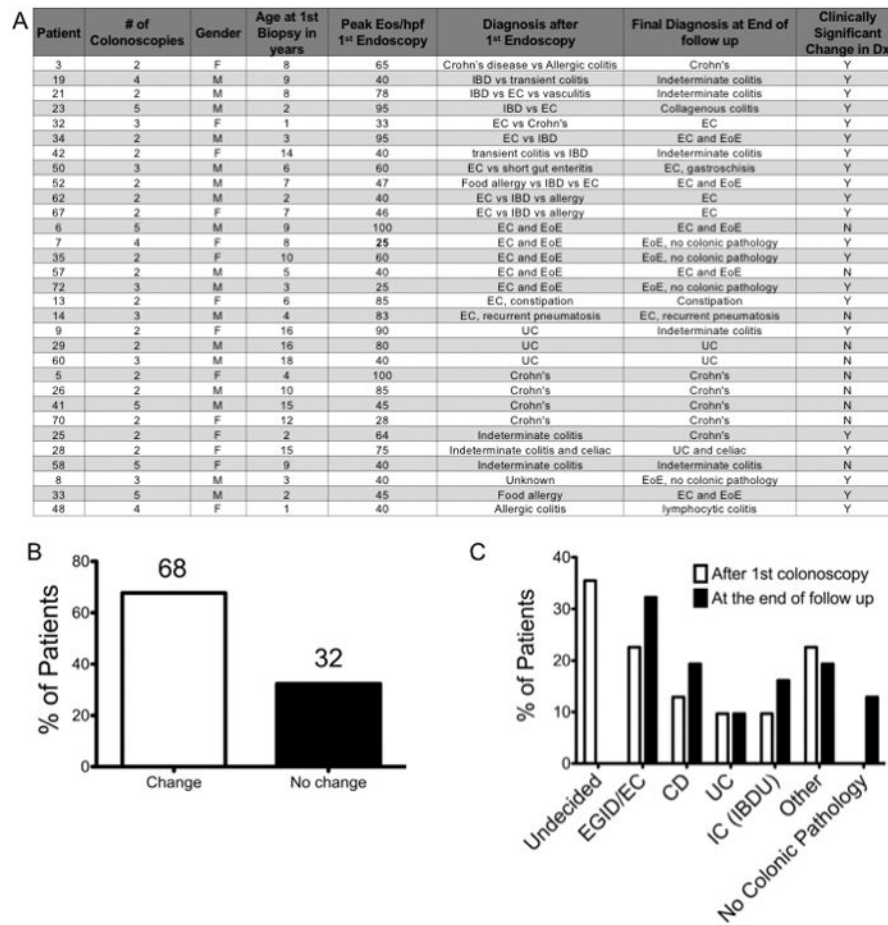 A
Patient # of Colonoscopies Gender Age at 1st Biopsy in years Peak Eos/hpf 1st Endoscopy Diagnosis after 1st Endoscopy Final Diagnosis at End of follow up Clinically Significant Change in Dx
3 2 F 8 65 Crohn's disease vs Allergic colitis Crohn's Y
19 4 M 9 40 IBD vs transient colitis Indeterminate colitis Y
21 2 M 8 78 IBD vs EC vs vasculitis Indeterminate colitis Y
23 5 M 2 95 IBD vs EC Collagenous colitis Y
32 3 F 1 33 EC vs Crohn's EC Y
34 2 M 3 95 EC vs IBD EC and EoE Y
42 2 F 14 40 transient colitis vs IBD Indeterminate colitis Y
50 3 M 6 60 EC vs short gut enteritis EC, gastroschisis Y
52 2 M 7 47 Food allergy vs IBD vs EC EC and EoE Y
62 2 M 2 40 EC vs IBD vs allergy EC Y
67 2 F 7 46 EC vs IBD vs allergy EC Y
6 5 M 9 100 EC and EoE EC and EoE N
7 4 F 8 25 EC and EoE EoE, no colonic pathology Y
35 2 F 10 60 EC and EoE EoE, no colonic pathology Y
57 2 M 5 40 EC and EoE EC and EoE N
72 3 M 3 25 EC and EoE EoE, no colonic pathology Y
13 2 F 6 85 EC, constipation Constipation Y
14 3 M 4 83 EC, recurrent pneumatosis EC, recurrent pneumatosis N
9 2 F 16 90 UC Indeterminate colitis Y
29 2 M 16 80 UC UC N
60 3 M 18 40 UC UC N
5 2 F 4 100 Crohn's Crohn's N
26 2 M 10 85 Crohn's Crohn's N
41 5 M 15 45 Crohn's Crohn's N
70 2 F 12 28 Crohn's Crohn's N
25 2 F 2 64 Indeterminate colitis Crohn's Y
28 2 F 15 75 Indeterminate colitis and celiac UC and celiac Y
58 5 F 9 40 Indeterminate colitis Indeterminate colitis N
8 3 M 3 40 Unknown EoE, no colonic pathology Y
33 5 M 2 45 Food allergy EC and EoE Y
48 4 F 1 40 Allergic colitis lymphocytic colitis Y
B
% of Patients
80
60
40
20
0
68
32
Change No change
C
% of Patients
40
30
20
10
0
After 1st colonoscopy
At the end of follow up
Undecided
EGID/EC
CD
UC
IC (IBDU)
Other
No Colonic Pathology